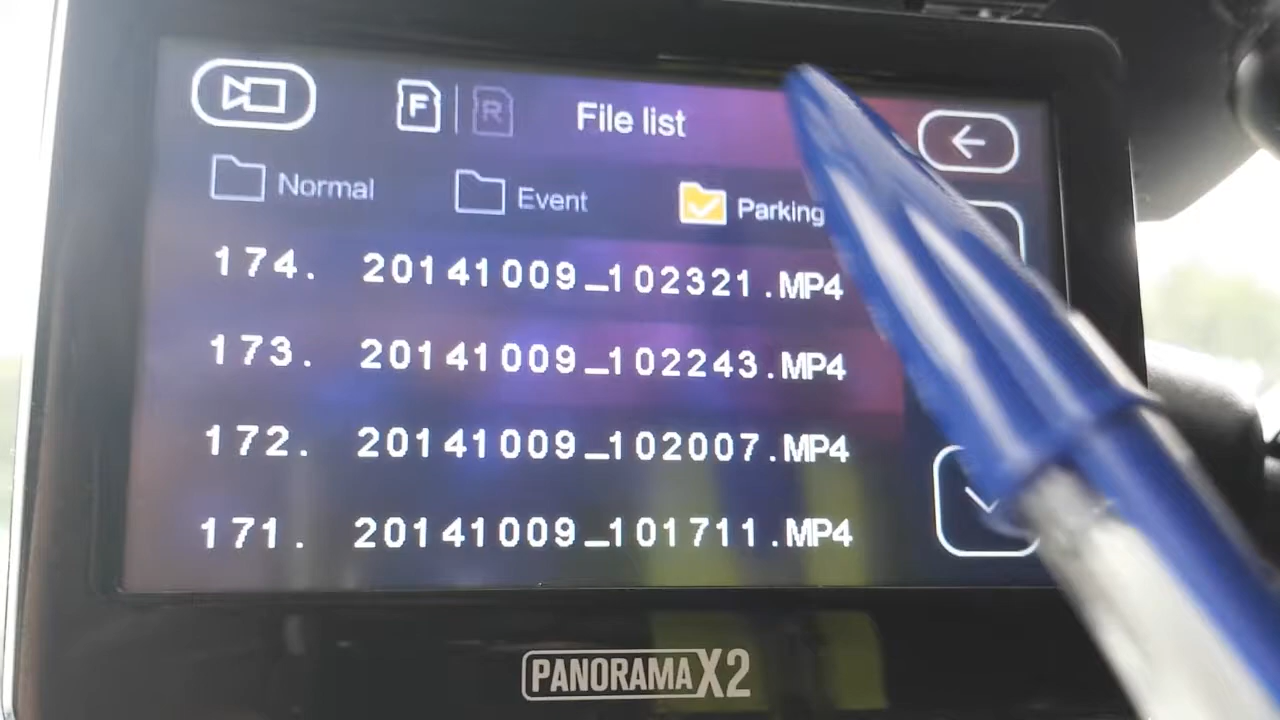 F R File list
Normal Event Parking
174. 20141009_102321.MP4
173. 20141009_102243.MP4
172. 20141009_102007.MP4
171. 20141009_101711.MP4
PANORAMA X2